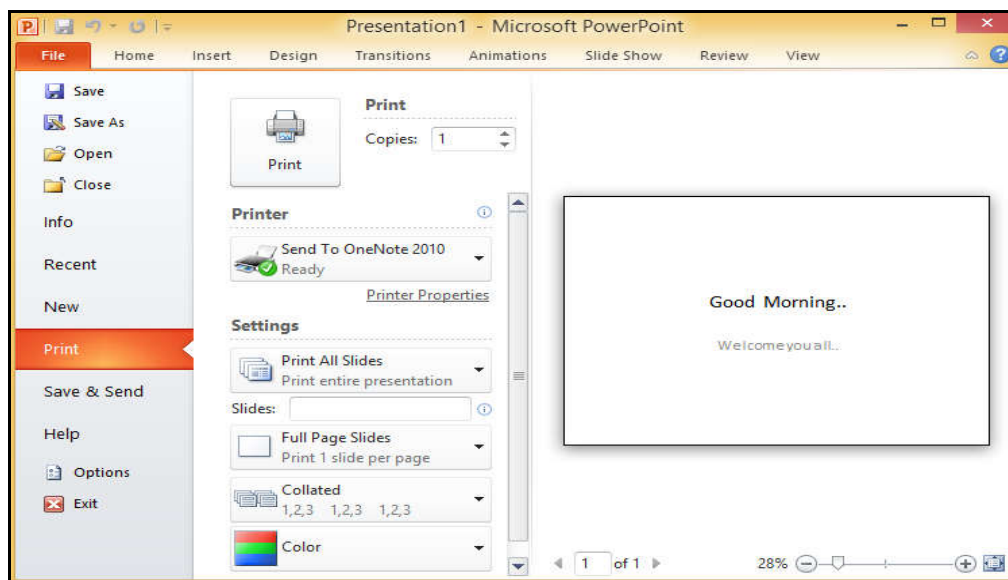 Presentation1 - Microsoft PowerPoint
File Home Insert Design Transitions Animations Slide Show Review View
Save
Save As
Open
Close
Info
Recent
New
Print
Save & Send
Help
Options
Exit
Print
Print
Copies: 1
Printer
Send To OneNote 2010
Ready
Printer Properties
Settings
Print All Slides
Print entire presentation
Slides:
Full Page Slides
Print 1 slide per page
Collated
1,2,3 1,2,3 1,2,3
Color
Good Morning..
Welcomeyouall..
1 of 1
28%